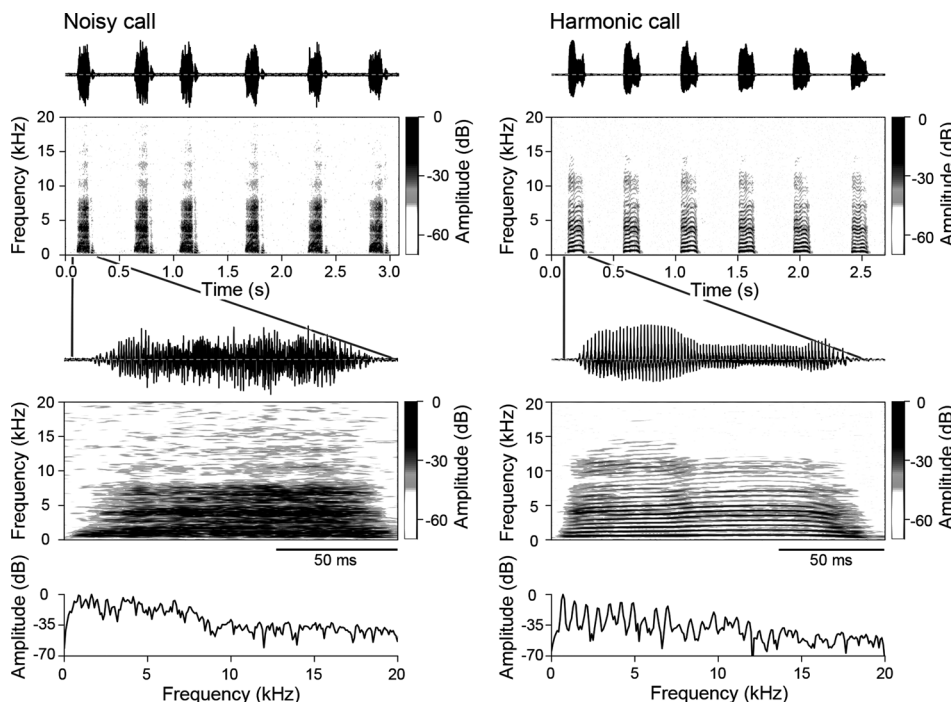 Noisy call
20
15
10
5
0
Frequency (kHz)
0
-30
-60
Amplitude (dB)
0.0 0.5 1.0 1.5 2.0 2.5 3.0
Time (s)
20
15
10
5
0
Frequency (kHz)
0
-30
-60
Amplitude (dB)
50 ms
0
-35
-70
Amplitude (dB)
0 5 10 15 20
Frequency (kHz)
Harmonic call
20
15
10
5
0
Frequency (kHz)
0
-30
-60
Amplitude (dB)
0.0 0.5 1.0 1.5 2.0 2.5
Time (s)
20
15
10
5
0
Frequency (kHz)
0
-30
-60
Amplitude (dB)
50 ms
0
-35
-70
Amplitude (dB)
0 5 10 15 20
Frequency (kHz)